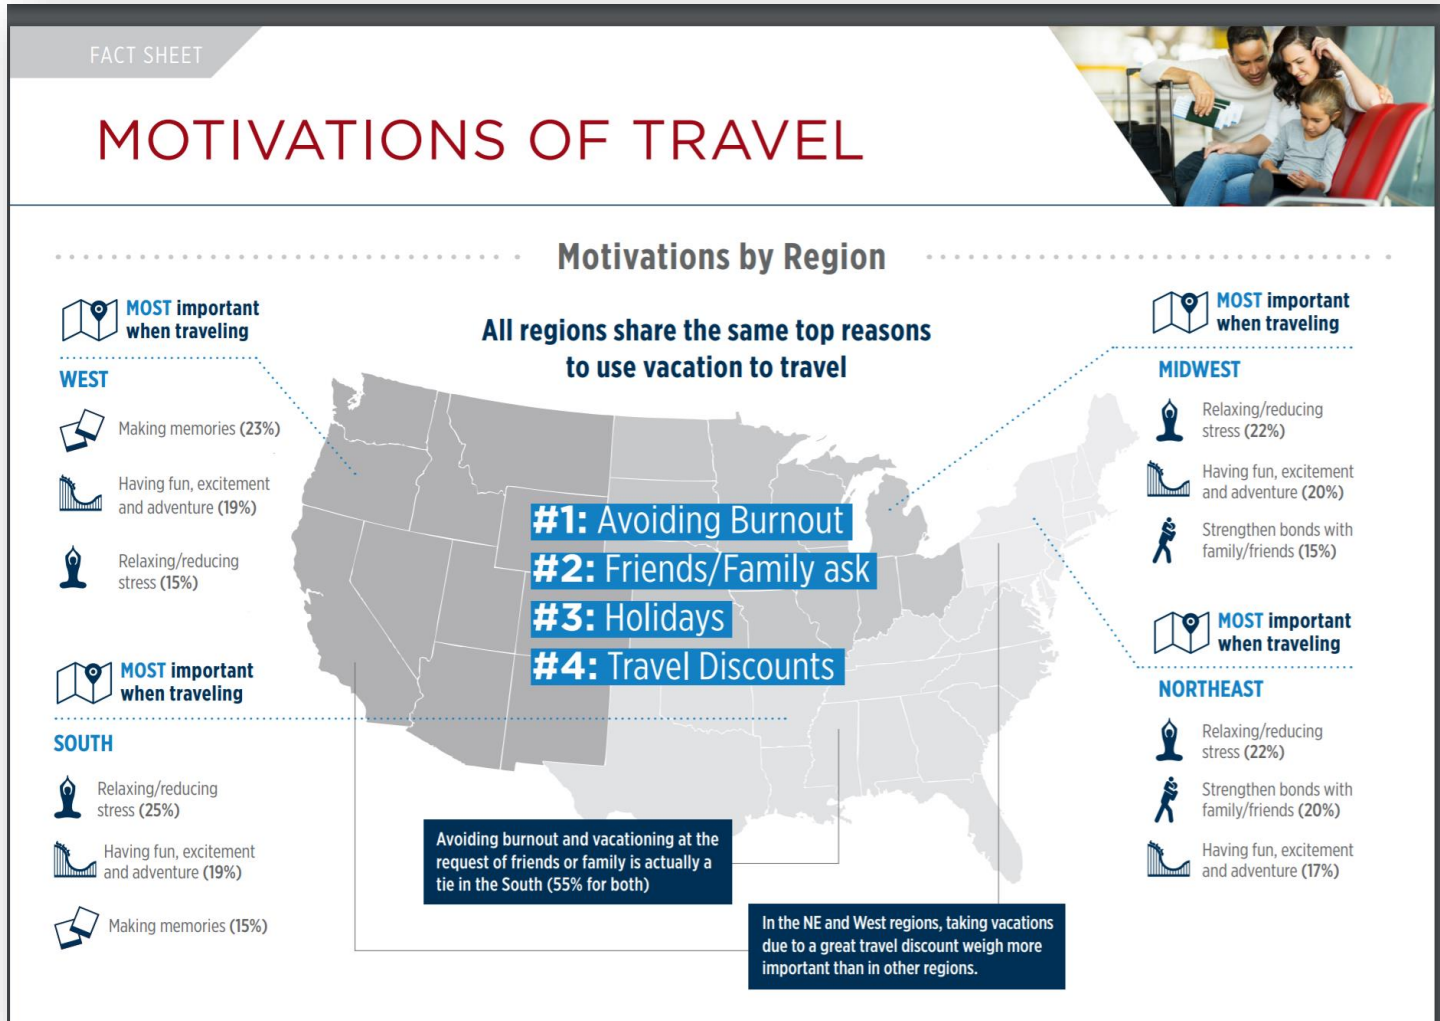 FACT SHEET
MOTIVATIONS OF TRAVEL
Motivations by Region
All regions share the same top reasons
to use vacation to travel
MOST important
when traveling
WEST
Making memories (23%)
Having fun, excitement
and adventure (19%)
Relaxing/reducing
stress (15%)
MOST important
when traveling
SOUTH
Relaxing/reducing
stress (25%)
Having fun, excitement
and adventure (19%)
Making memories (15%)
#1: Avoiding Burnout
#2: Friends/Family ask
#3: Holidays
#4: Travel Discounts
Avoiding burnout and vacationing at the
request of friends or family is actually a
tie in the South (55% for both)
In the NE and West regions, taking vacations
due to a great travel discount weigh more
important than in other regions.
MOST important
when traveling
MIDWEST
Relaxing/reducing
stress (22%)
Having fun, excitement
and adventure (20%)
Strengthen bonds with
family/friends (15%)
MOST important
when traveling
NORTHEAST
Relaxing/reducing
stress (22%)
Strengthen bonds with
family/friends (20%)
Having fun, excitement
and adventure (17%)